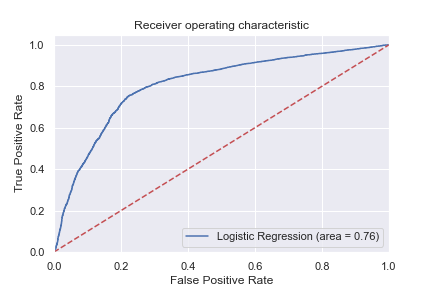 Receiver operating characteristic
True Positive Rate
1.0
0.8
0.6
0.4
0.2
0.0
Logistic Regression (area = 0.76)
0.0 0.2 0.4 0.6 0.8 1.0
False Positive Rate